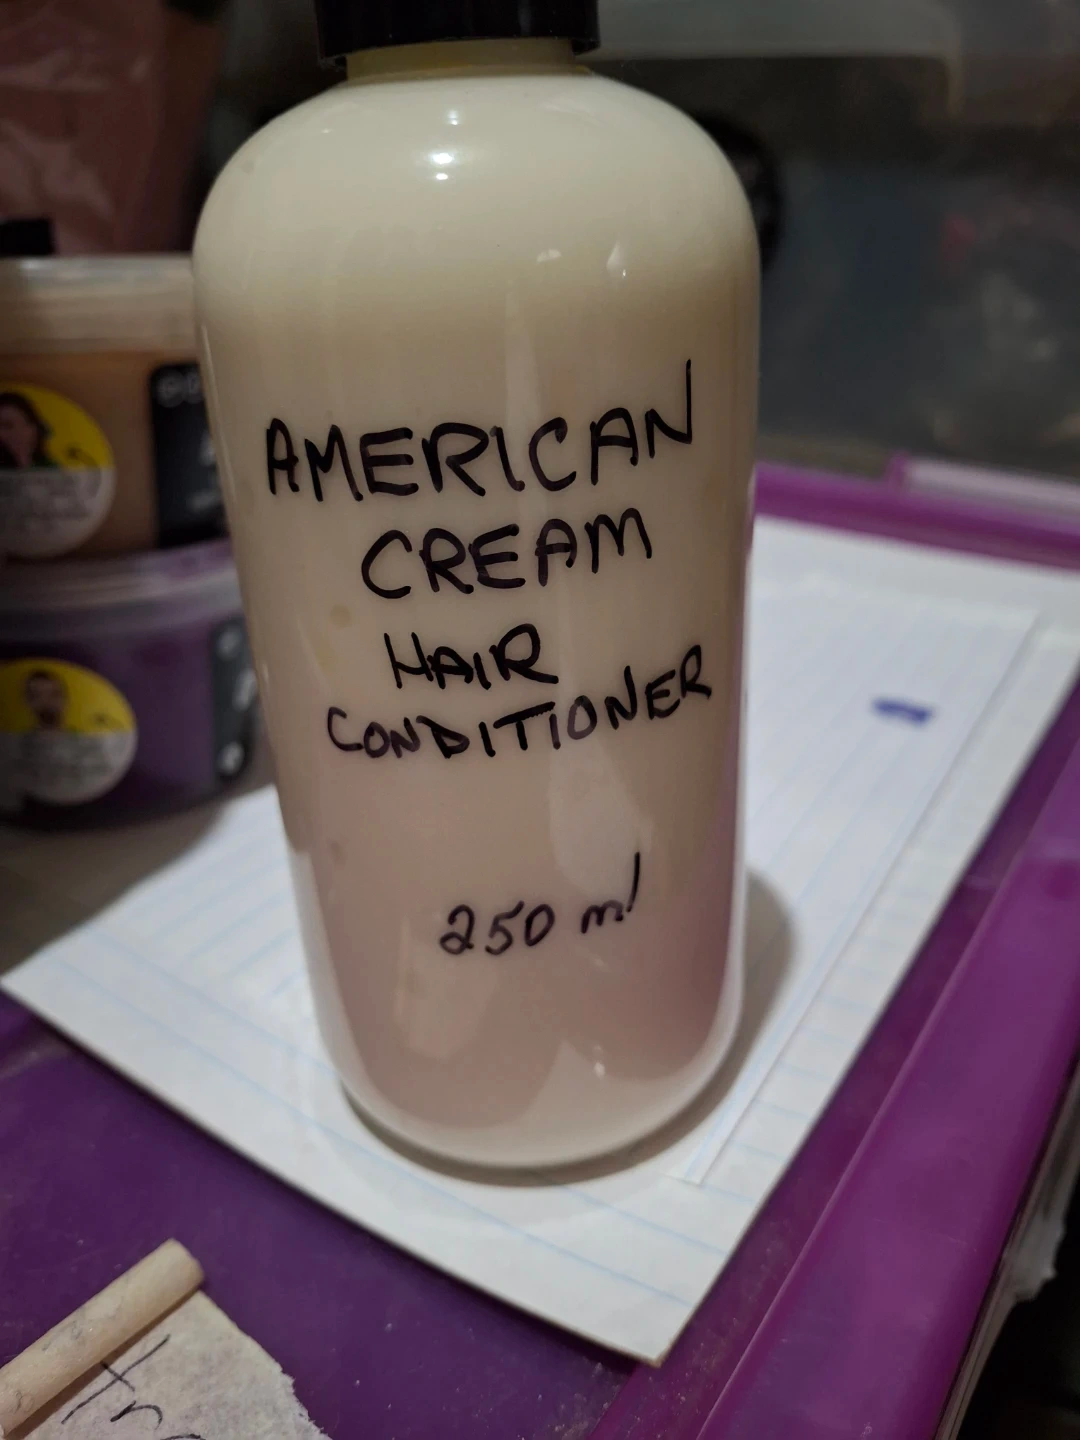 AMERICAN
CREAM
HAIR
CONDITIONER
250 ml